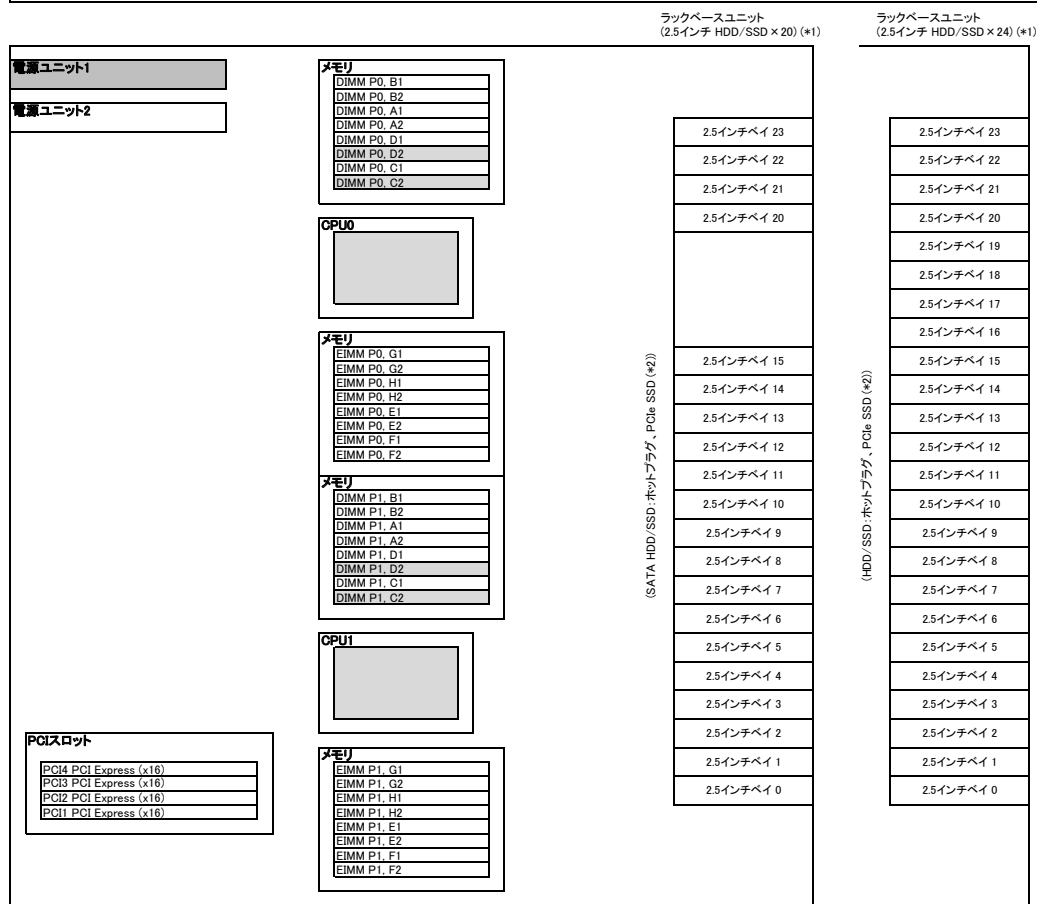 ラックベースユニット
(2.5インチ HDD/SSD×20) (*1)
ラックベースユニット
(2.5インチ HDD/SSD×24) (*1)
電源ユニット1
電源ユニット2
メモリ
DIMM P0, B1
DIMM P0, B2
DIMM P0, A1
DIMM P0, A2
DIMM P0, D1
DIMM P0, D2
DIMM P0, C1
DIMM P0, C2
CPU0
メモリ
EIMM P0, G1
EIMM P0, G2
EIMM P0, H1
EIMM P0, H2
EIMM P0, E1
EIMM P0, E2
EIMM P0, F1
EIMM P0, F2
メモリ
DIMM P1, B1
DIMM P1, B2
DIMM P1, A1
DIMM P1, A2
DIMM P1, D1
DIMM P1, D2
DIMM P1, C1
DIMM P1, C2
CPU1
メモリ
EIMM P1, G1
EIMM P1, G2
EIMM P1, H1
EIMM P1, H2
EIMM P1, E1
EIMM P1, E2
EIMM P1, F1
EIMM P1, F2
PCIスロット
PCI4 PCI Express (x16)
PCI3 PCI Express (x16)
PCI2 PCI Express (x16)
PCI1 PCI Express (x16)
(SATA HDD/SSD:ホットプラグ、PCIe SSD (*2))
2.5インチベイ 23
2.5インチベイ 22
2.5インチベイ 21
2.5インチベイ 20
2.5インチベイ 15
2.5インチベイ 14
2.5インチベイ 13
2.5インチベイ 12
2.5インチベイ 11
2.5インチベイ 10
2.5インチベイ 9
2.5インチベイ 8
2.5インチベイ 7
2.5インチベイ 6
2.5インチベイ 5
2.5インチベイ 4
2.5インチベイ 3
2.5インチベイ 2
2.5インチベイ 1
2.5インチベイ 0
(HDD/SSD:ホットプラグ、PCIe SSD (*2))
2.5インチベイ 23
2.5インチベイ 22
2.5インチベイ 21
2.5インチベイ 20
2.5インチベイ 19
2.5インチベイ 18
2.5インチベイ 17
2.5インチベイ 16
2.5インチベイ 15
2.5インチベイ 14
2.5インチベイ 13
2.5インチベイ 12
2.5インチベイ 11
2.5インチベイ 10
2.5インチベイ 9
2.5インチベイ 8
2.5インチベイ 7
2.5インチベイ 6
2.5インチベイ 5
2.5インチベイ 4
2.5インチベイ 3
2.5インチベイ 2
2.5インチベイ 1
2.5インチベイ 0